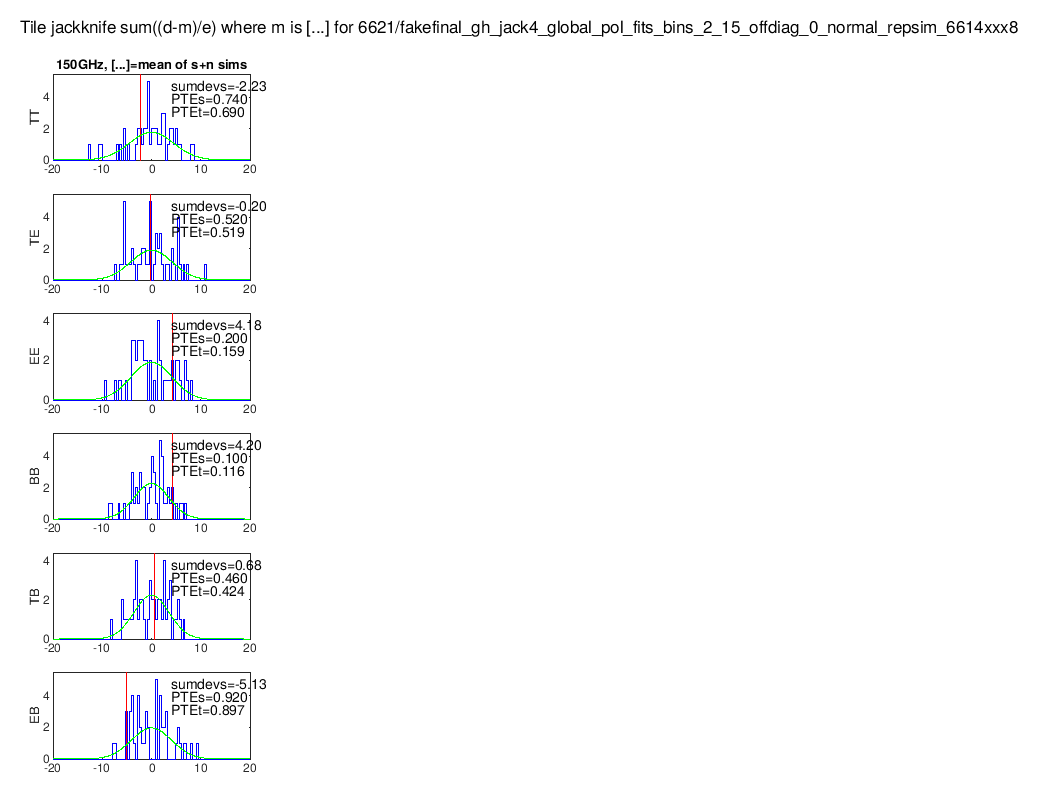 Tile jackknife sum((d-m)/e) where m is [...] for 6621/fakefinal_gh_jack4_global_pol_fits_bins_2_15_offdiag_0_normal_repsim_6614xxx8
150GHz, [...]=mean of s+n sims
sumdevs=-2.23
PTEs=0.740
PTEt=0.690
TT
4
2
0
-20 -10 0 10 20
sumdevs=-0.20
PTEs=0.520
PTEt=0.519
TE
4
2
0
-20 -10 0 10 20
sumdevs=4.18
PTEs=0.200
PTEt=0.159
EE
4
2
0
-20 -10 0 10 20
sumdevs=4.20
PTEs=0.100
PTEt=0.116
BB
4
2
0
-20 -10 0 10 20
sumdevs=0.68
PTEs=0.460
PTEt=0.424
TB
4
2
0
-20 -10 0 10 20
sumdevs=-5.13
PTEs=0.920
PTEt=0.897
EB
4
2
0
-20 -10 0 10 20